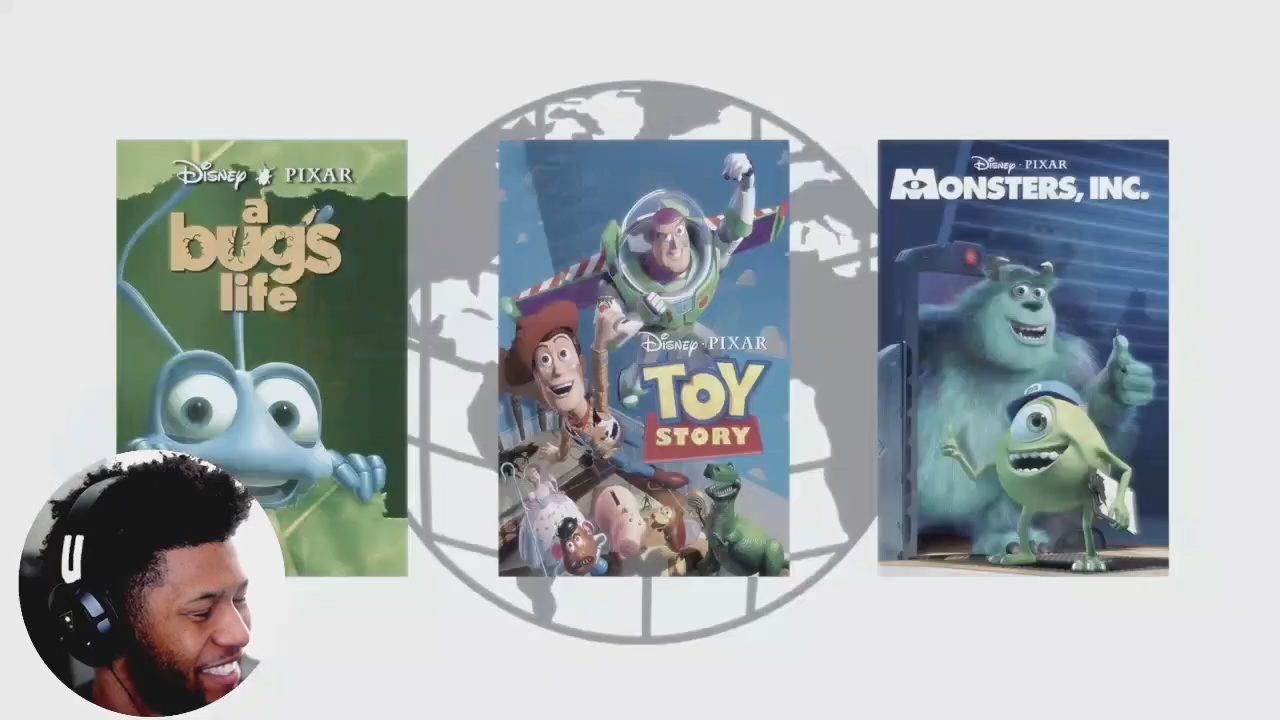 Disney PIXAR
a
bug's
life
Disney · PIXAR
TOY
STORY
Disney · PIXAR
MONSTERS, INC.